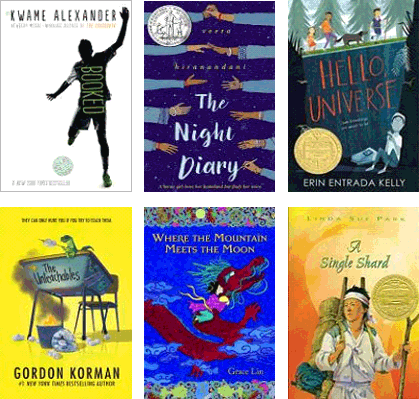 KWAME ALEXANDER
BOOKED
#1 NEW YORK TIMES BESTSELLER
veera
hiranandani
The
Night
Diary
HELLO
UNIVERSE
ERIN ENTRADA KELLY
THEY CAN ONLY HURT YOU IF YOU TRY TO TEACH THEM
The
Unteachables
GORDON KORMAN
#1 NEW YORK TIMES BESTSELLING AUTHOR
WHERE THE MOUNTAIN
MEETS THE MOON
Grace Lin
LINDA SUE PARK
A
Single Shard